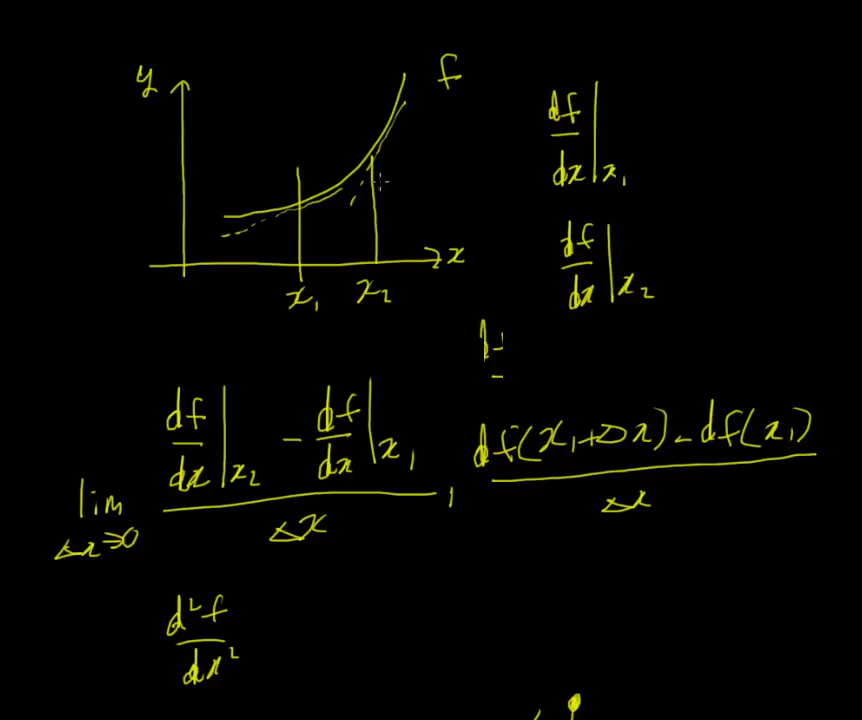 y
f
df/dx |x₁
x
x₁ x₂
df/dx |x₂
lim Δx→0 (df/dx |x₂ - df/dx |x₁)/Δx , (df(x₁+Δx) - df(x₁))/Δx
d²f/dx²